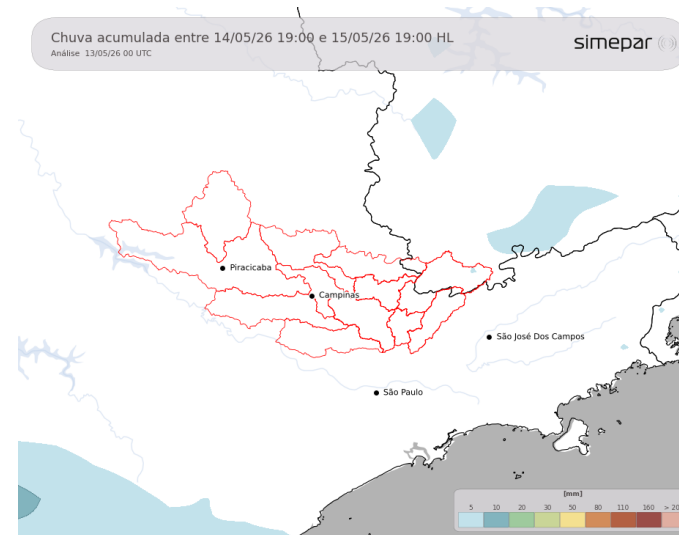 Chuva acumulada entre 14/05/26 19:00 e 15/05/26 19:00 HL
Análise 13/05/26 00 UTC
simepar
Piracicaba
Campinas
São José Dos Campos
São Paulo
[mm]
5 10 20 30 50 80 110 160 > 20